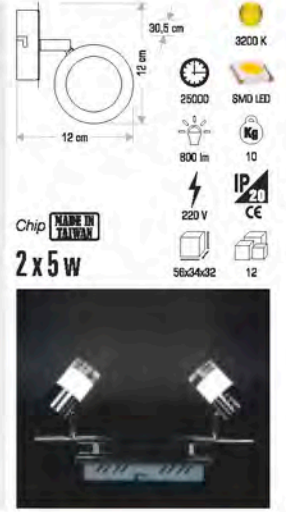 30,5 cm
12 cm
12 cm
3200 K
25000
SMD LED
800 lm
Kg
10
220 V
IP 20
CE
Chip MADE IN TAIWAN
2 x 5 W
56x34x32
12